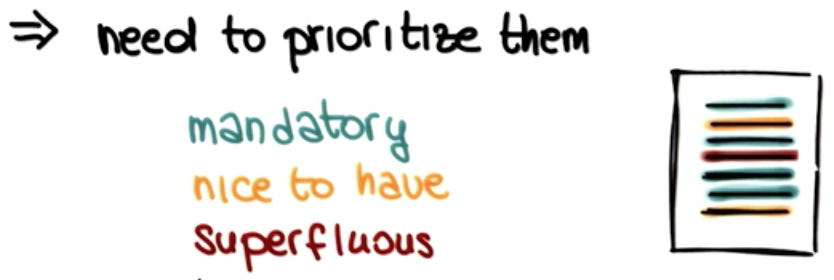 ⇒ need to prioritize them
mandatory
nice to have
superfluous